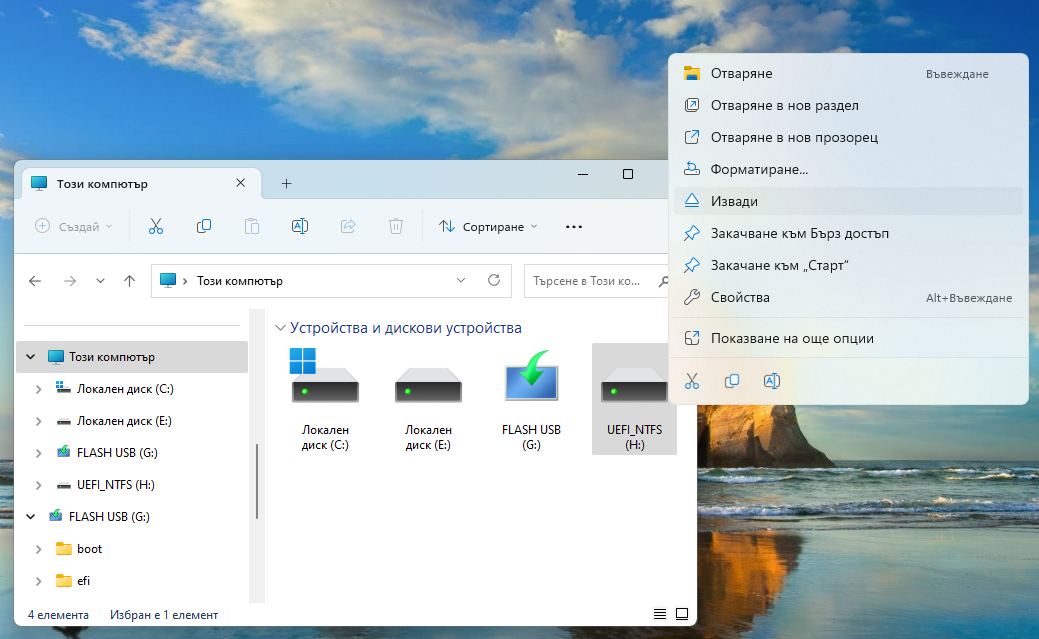 Отваряне Въвеждане
Отваряне в нов раздел
Отваряне в нов прозорец
Форматиране...
Извади
Закачване към Бърз достъп
Закачане към „Старт“
Свойства Alt+Въвеждане
Показване на още опции
Този компютър
Създай
Сортиране
Този компютър
Търсене в Този ко...
Този компютър
Локален диск (C:)
Локален диск (E:)
FLASH USB (G:)
UEFI_NTFS (H:)
FLASH USB (G:)
boot
efi
Устройства и дискови устройства
Локален
диск (C:)
Локален
диск (E:)
FLASH USB
(G:)
UEFI_NTFS
(H:)
4 елемента
Избран е 1 елемент